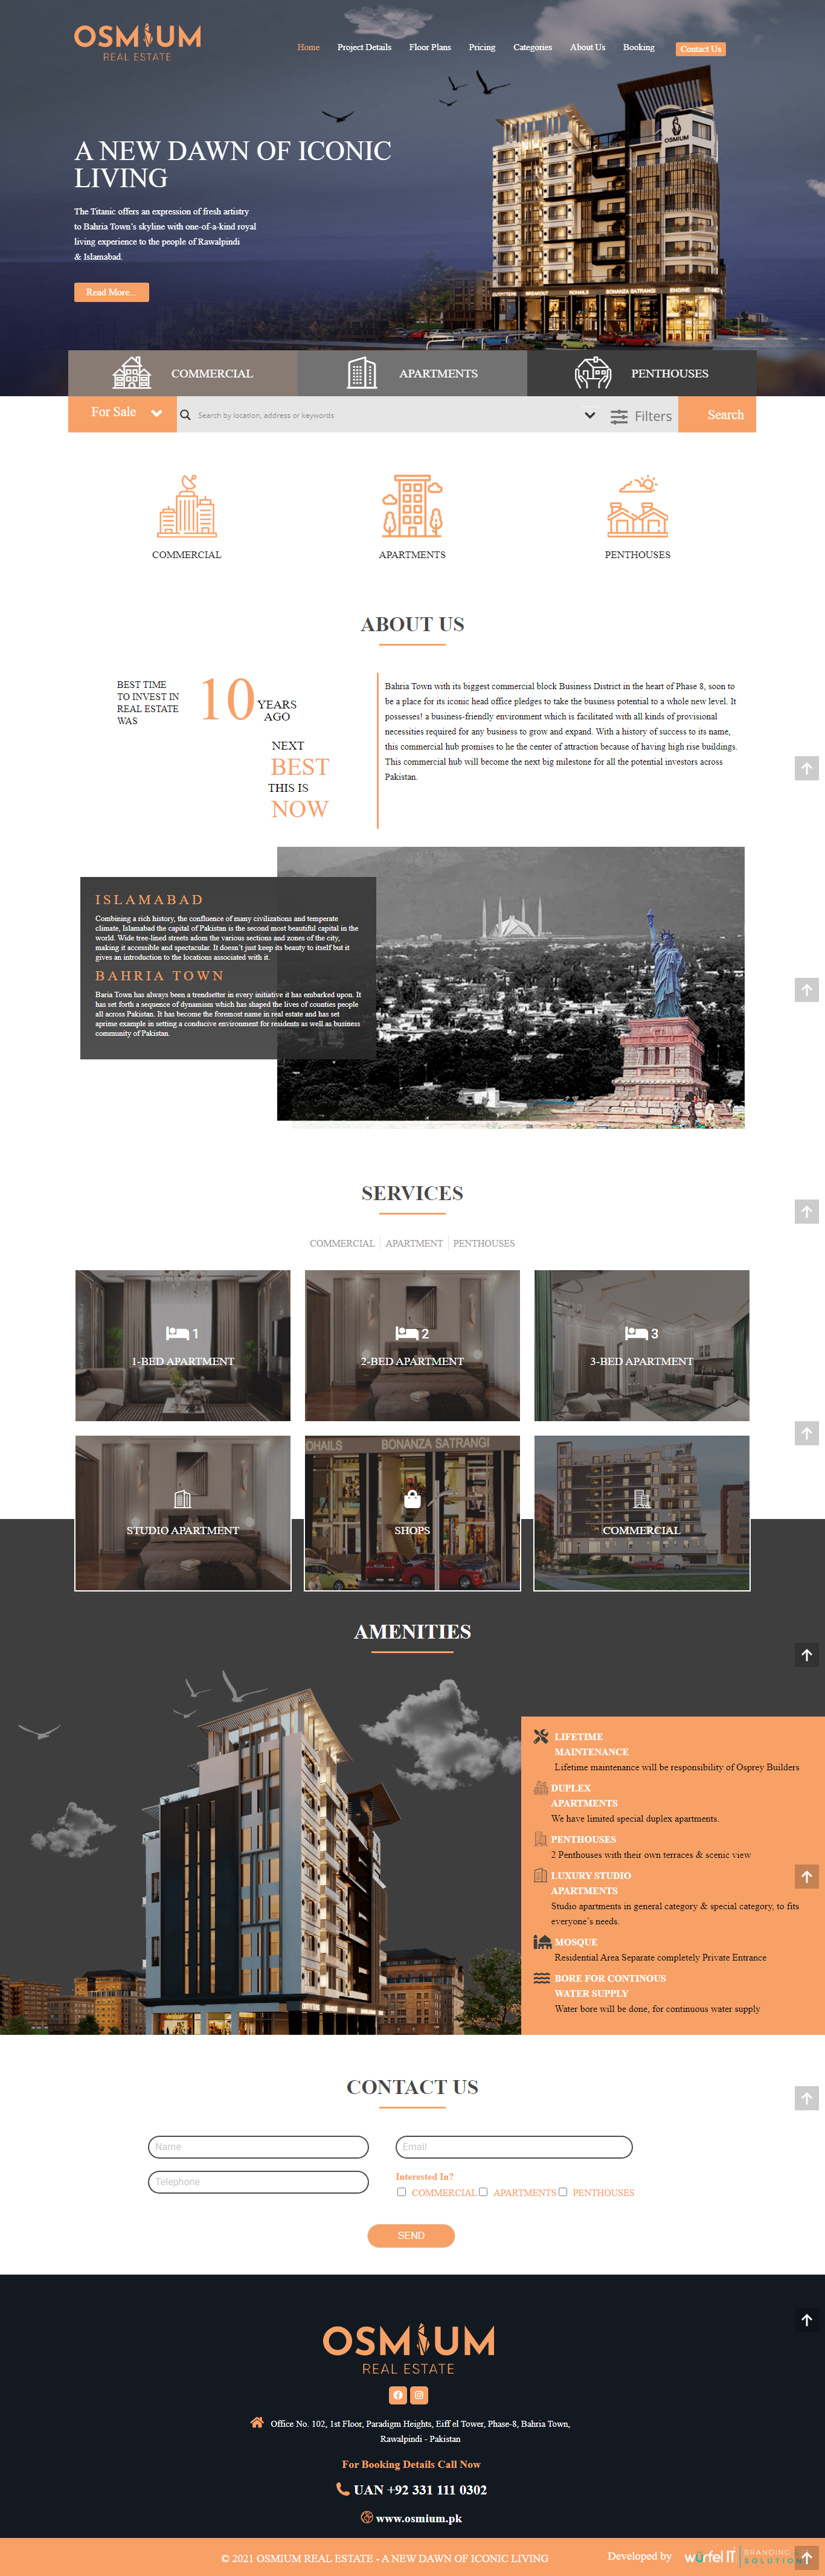 OSMIUM
REAL ESTATE
Home Project Details Floor Plans Pricing Categories About Us Booking Contact Us
OSMIUM
A NEW DAWN OF ICONIC
LIVING
The Titanic offers an expression of fresh artistry
to Bahria Town's skyline with one-of-a-kind royal
living experience to the people of Rawalpindi
& Islamabad.
Read More...
ROHAILS BONANZA SATRANGI ENGINE
COMMERCIAL APARTMENTS PENTHOUSES
For Sale Search by location, address or keywords Filters Search
COMMERCIAL APARTMENTS PENTHOUSES
ABOUT US
BEST TIME
TO INVEST IN
REAL ESTATE
WAS
10 YEARS
AGO
NEXT
BEST
THIS IS
NOW
Bahria Town with its biggest commercial block Business District in the heart of Phase 8, soon to
be a place for its iconic head office pledges to take the business potential to a whole new level. It
possesses! a business-friendly environment which is facilitated with all kinds of provisional
necessities required for any business to grow and expand. With a history of success to its name,
this commercial hub promises to he the center of attraction because of having high rise buildings.
This commercial hub will become the next big milestone for all the potential investors across
Pakistan.
ISLAMABAD
Combining a rich history, the confluence of many civilizations and temperate
climate, Islamabad the capital of Pakistan is the second most beautiful capital in the
world. Wide tree-lined streets adom the various sections and zones of the city,
making it accessible and spectacular. It doesn't just keep its beauty to itself but it
gives an introduction to the locations associated with it.
BAHRIA TOWN
Baria Town has always been a trendsetter in every initiative it has embarked upon. It
has set forth a sequence of dynamism which has shaped the lives of counties people
all across Pakistan. It has become the foremost name in real estate and has set
aprime example in setting a conducive environment for residents as well as business
community of Pakistan.
SERVICES
COMMERCIAL APARTMENT PENTHOUSES
1 2 3
1-BED APARTMENT 2-BED APARTMENT 3-BED APARTMENT
OHAILS BONANZA SATRANGI
STUDIO APARTMENT SHOPS COMMERCIAL
AMENITIES
LIFETIME
MAINTENANCE
Lifetime maintenance will be responsibility of Osprey Builders
DUPLEX
APARTMENTS
We have limited special duplex apartments.
PENTHOUSES
2 Penthouses with their own terraces & scenic view
LUXURY STUDIO
APARTMENTS
Studio apartments in general category & special category, to fits
everyone's needs.
MOSQUE
Residential Area Separate completely Private Entrance
BORE FOR CONTINOUS
WATER SUPPLY
Water bore will be done, for continuous water supply
CONTACT US
Name Email
Telephone
Interested In?
COMMERCIAL APARTMENTS PENTHOUSES
SEND
OSMIUM
REAL ESTATE
Office No. 102, 1st Floor, Paradigm Heights, Eiff el Tower, Phase-8, Bahria Town,
Rawalpindi - Pakistan
For Booking Details Call Now
UAN +92 331 111 0302
www.osmium.pk
© 2021 OSMIUM REAL ESTATE - A NEW DAWN OF ICONIC LIVING
Developed by würfel IT BRANDING